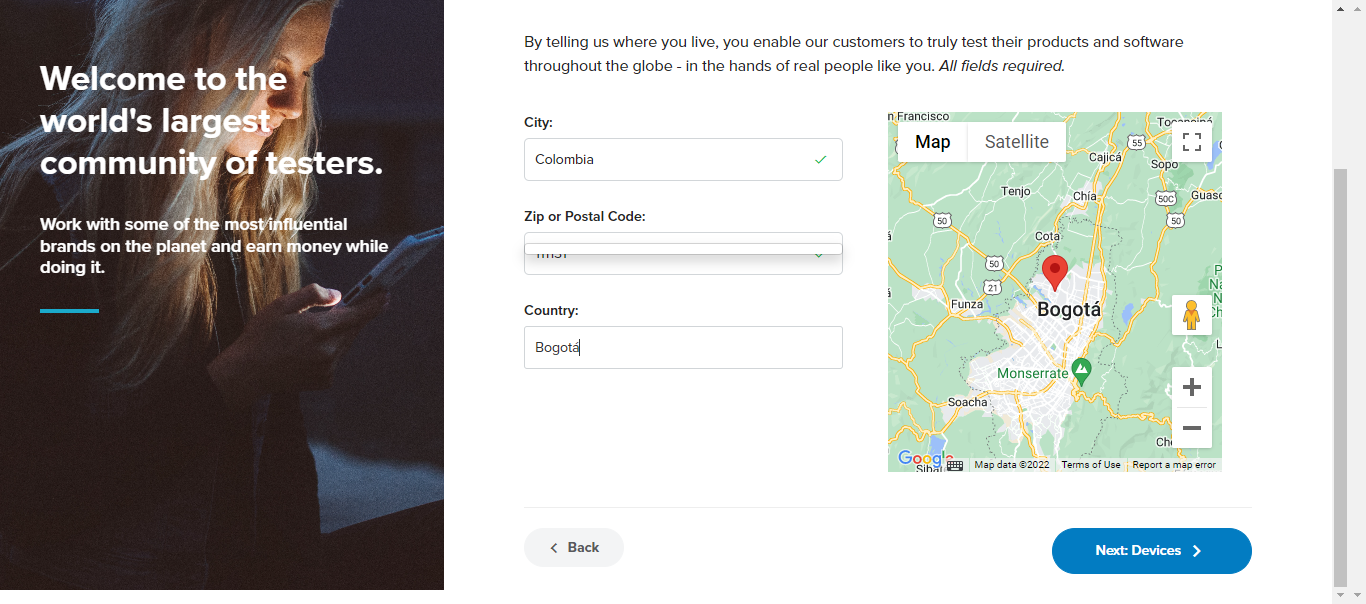 Welcome to the
world's largest
community of testers.
Work with some of the most influential
brands on the planet and earn money while
doing it.
By telling us where you live, you enable our customers to truly test their products and software
throughout the globe - in the hands of real people like you. All fields required.
City:
Colombia
Zip or Postal Code:
Country:
Bogotá
n Francisco
Tocancipá
Map
Satellite
55
Cajicá
Sopo
Tenjo
Chía
50C
Guasc
50
50
Cota
50
21
Funza
Bogotá
Monserrate
Soacha
Google
Map data ©2022
Terms of Use
Report a map error
Back
Next: Devices